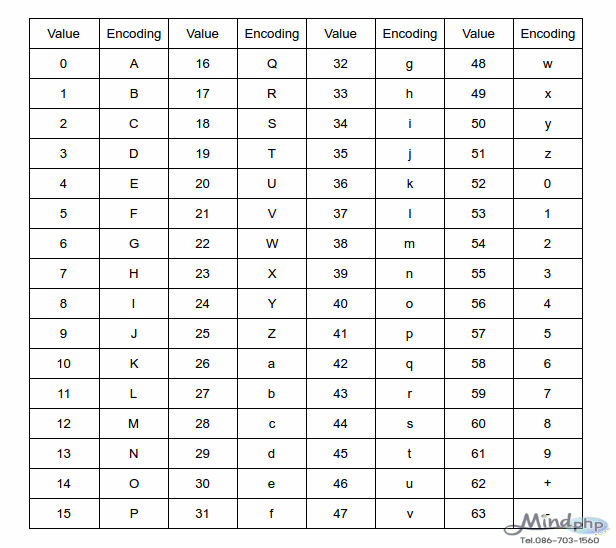 Value Encoding Value Encoding Value Encoding Value Encoding
0 A 16 Q 32 g 48 w
1 B 17 R 33 h 49 x
2 C 18 S 34 i 50 y
3 D 19 T 35 j 51 z
4 E 20 U 36 k 52 0
5 F 21 V 37 l 53 1
6 G 22 W 38 m 54 2
7 H 23 X 39 n 55 3
8 I 24 Y 40 o 56 4
9 J 25 Z 41 p 57 5
10 K 26 a 42 q 58 6
11 L 27 b 43 r 59 7
12 M 28 c 44 s 60 8
13 N 29 d 45 t 61 9
14 O 30 e 46 u 62 +
15 P 31 f 47 v 63
Mindphp
Tel.086-703-1560